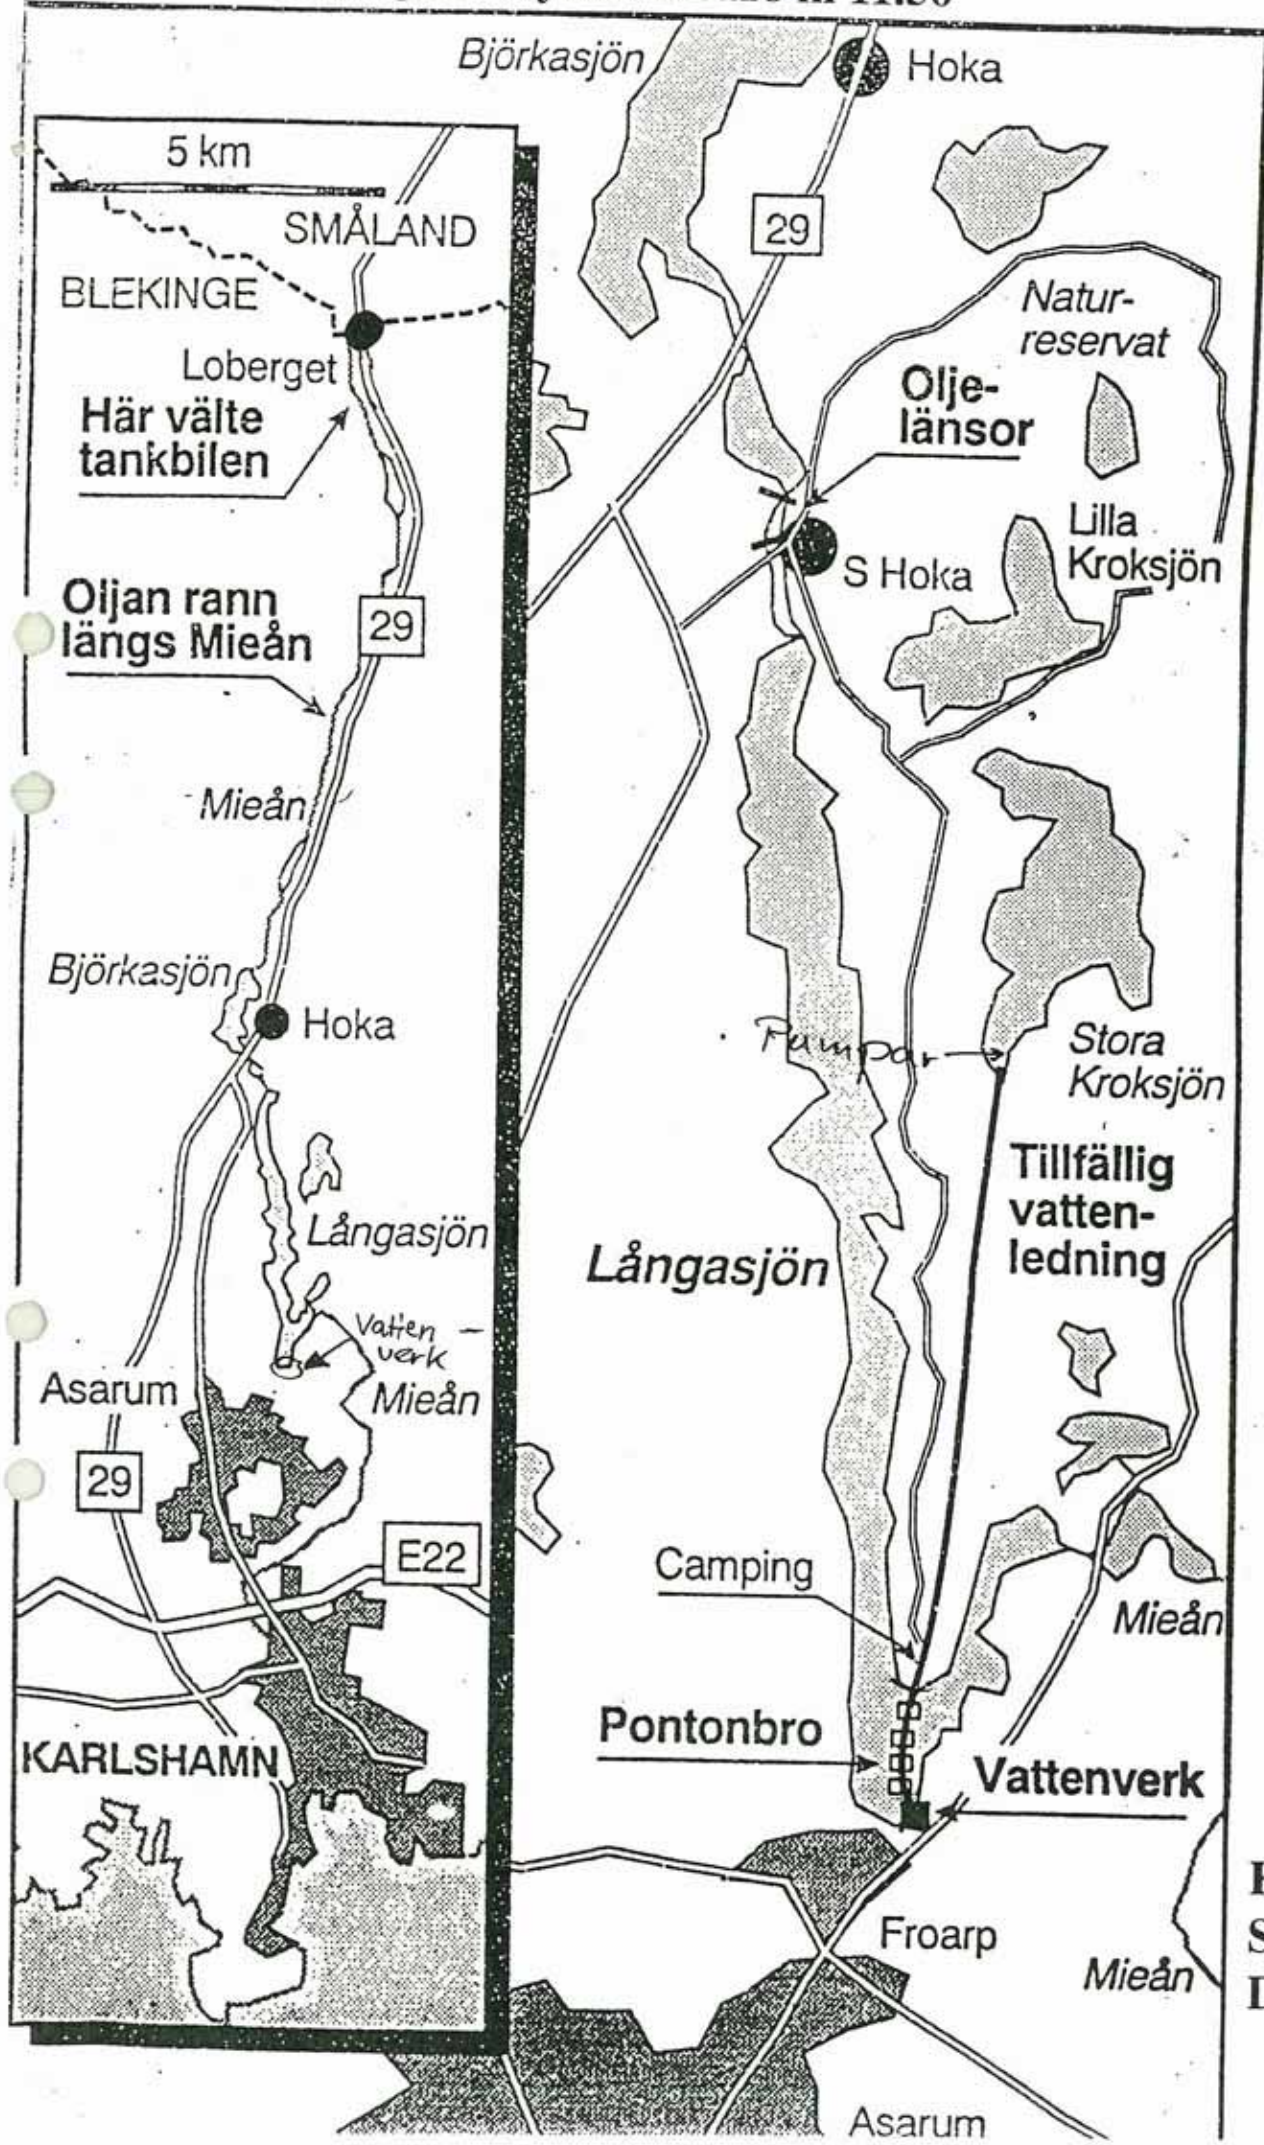 5 km
SMÅLAND
BLEKINGE
Loberget
Här välte
tankbilen
Oljan rann
längs Mieån
29
Mieån
Björkasjön
Hoka
Långasjön
Vatten -
verk
Asarum
Mieån
29
E22
KARLSHAMN
Björkasjön
Hoka
29
Natur-
reservat
Olje-
länsor
Lilla
Kroksjön
S Hoka
Pumpar
Stora
Kroksjön
Tillfällig
vatten-
ledning
Långasjön
Camping
Mieån
Pontonbro
Vattenverk
Froarp
Mieån
Asarum